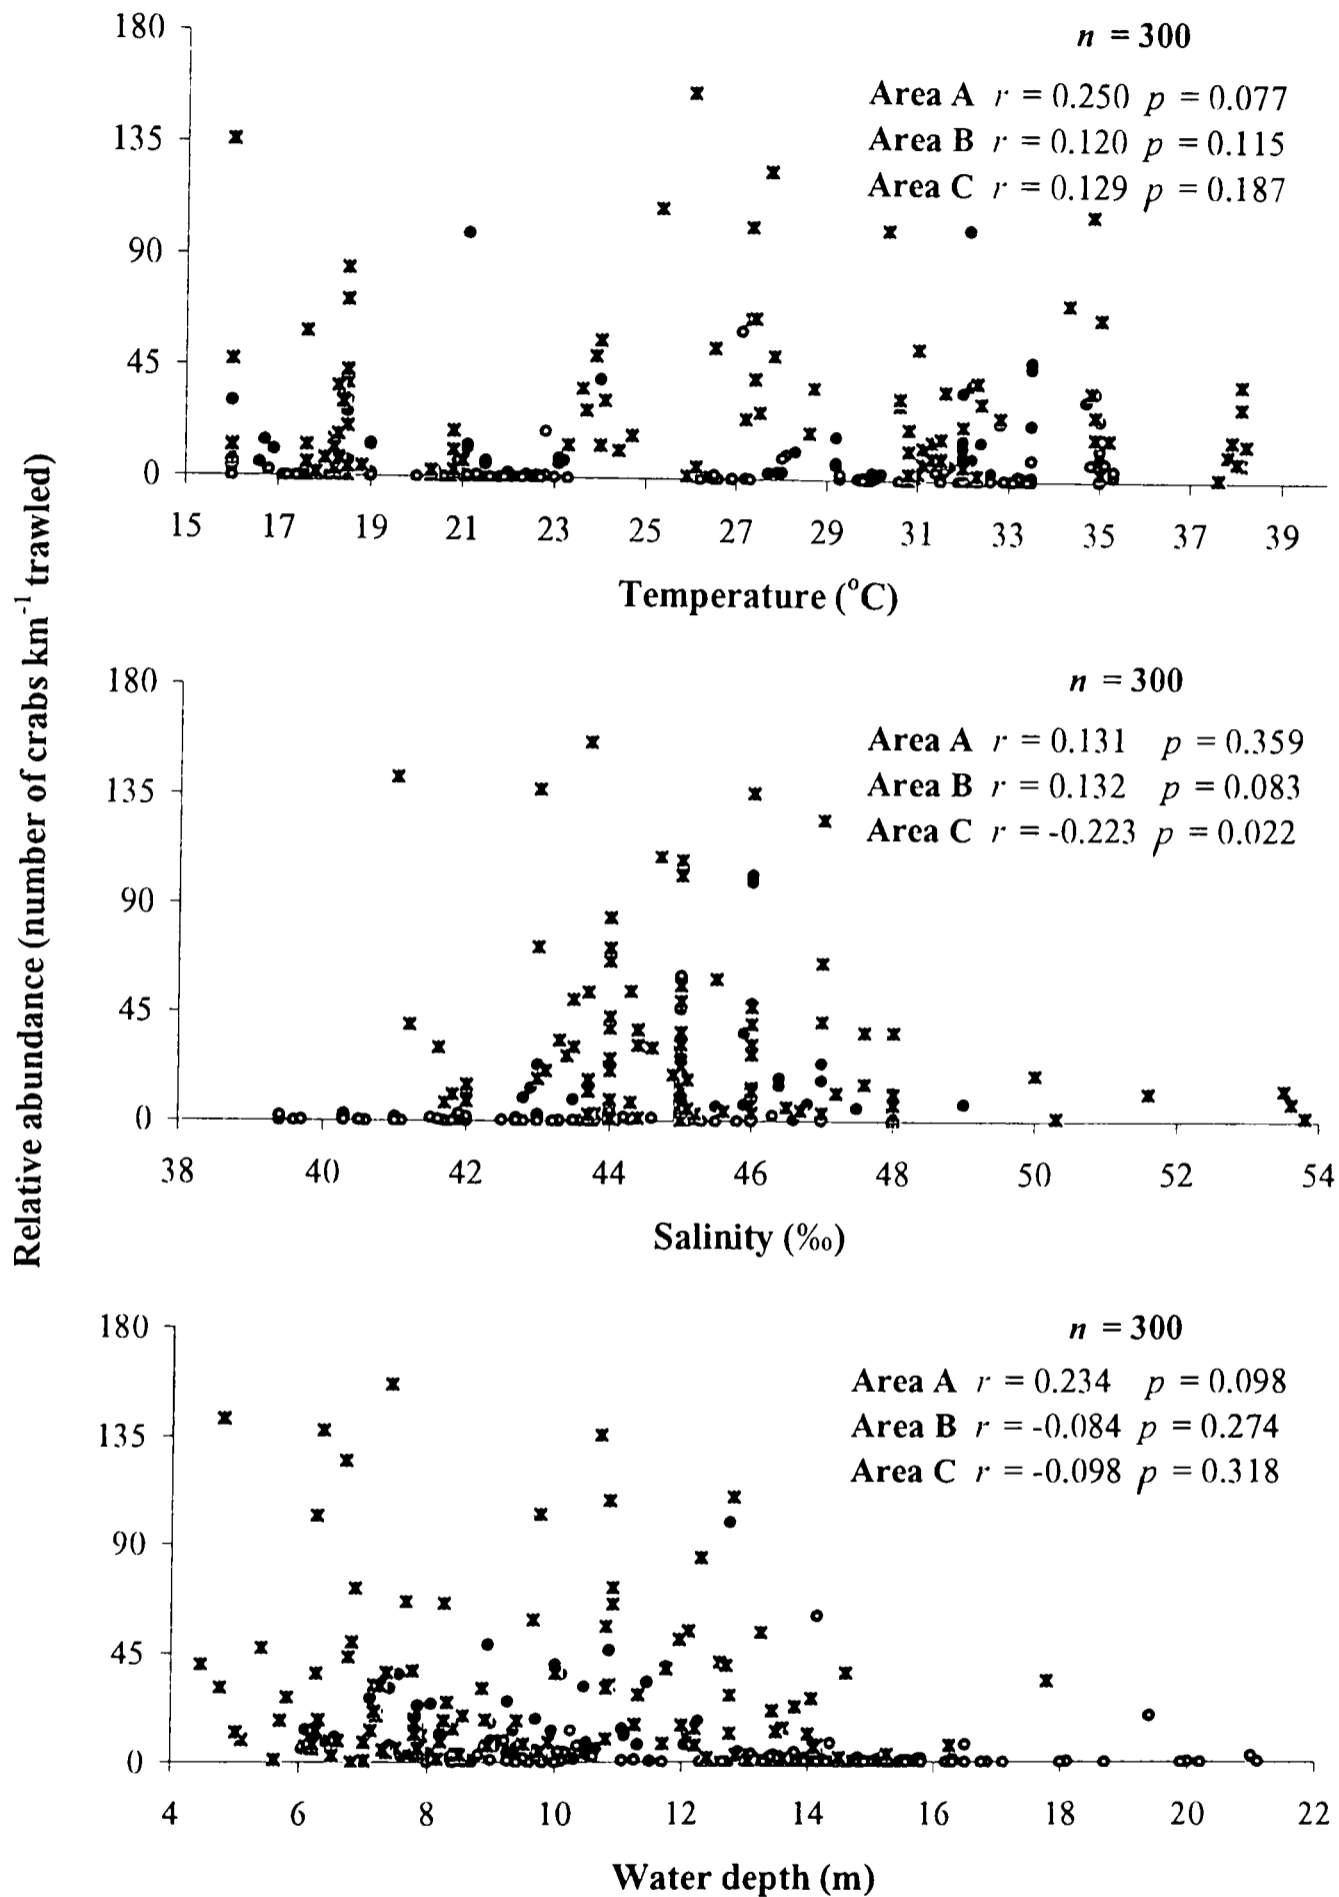 Relative abundance (number of crabs km⁻¹ trawled)
180
135
90
45
0
n = 300
Area A r = 0.250 p = 0.077
Area B r = 0.120 p = 0.115
Area C r = 0.129 p = 0.187
15 17 19 21 23 25 27 29 31 33 35 37 39
Temperature (°C)
180
135
90
45
0
n = 300
Area A r = 0.131 p = 0.359
Area B r = 0.132 p = 0.083
Area C r = -0.223 p = 0.022
38 40 42 44 46 48 50 52 54
Salinity (‰)
180
135
90
45
0
n = 300
Area A r = 0.234 p = 0.098
Area B r = -0.084 p = 0.274
Area C r = -0.098 p = 0.318
4 6 8 10 12 14 16 18 20 22
Water depth (m)